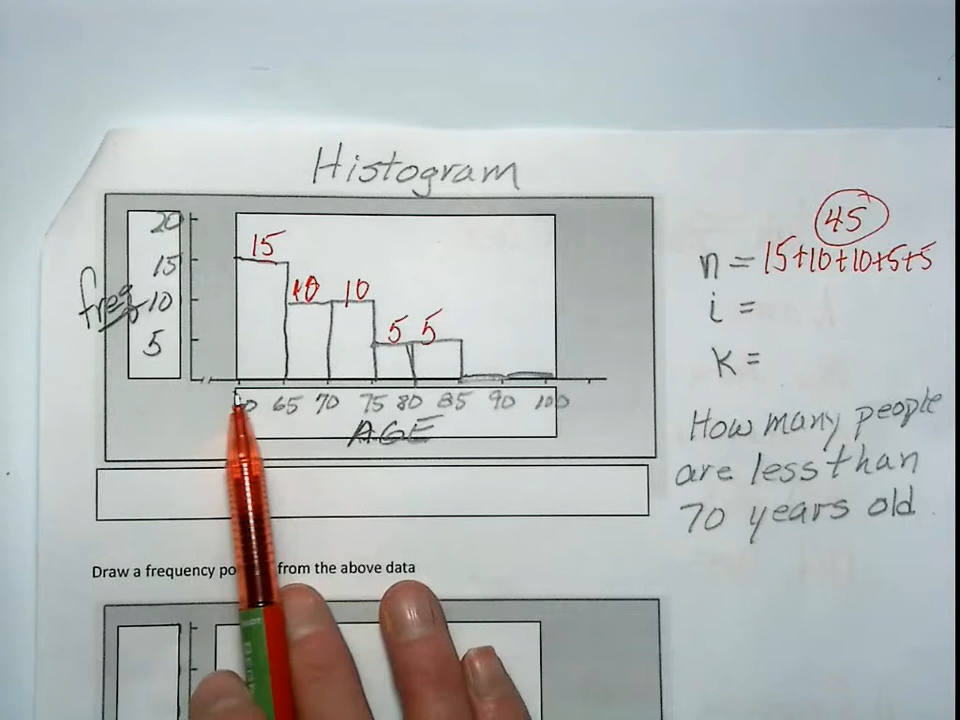 Histogram
20
15
10
5
freq
15
10
10
5
5
65 70 75 80 85 90 100
AGE
45
n = 15+10+10+5+5
i =
K =
How many people
are less than
70 years old
Draw a frequency from the above data